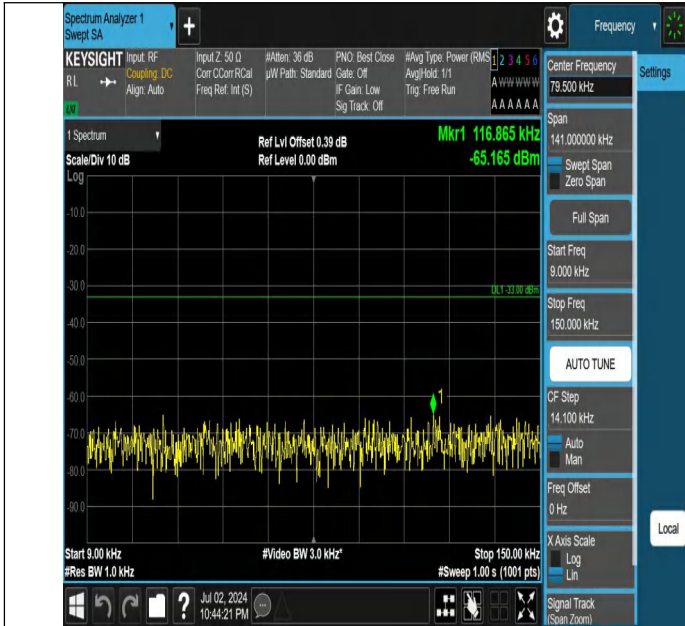 Spectrum Analyzer 1
Swept SA
+
Frequency
KEYSIGHT
RL
Input: RF
Coupling: DC
Align: Auto
Input Z: 50 Ω
Corr CCorr RCal
Freq Ref: Int (S)
#Atten: 36 dB
µW Path: Standard
PNO: Best Close
Gate: Off
IF Gain: Low
Sig Track: Off
#Avg Type: Power (RMS
Avg|Hold: 1/1
Trig: Free Run
1 2 3 4 5 6
A W W W W W
A A A A A A
1 Spectrum
Scale/Div 10 dB
Ref Lvl Offset 0.39 dB
Ref Level 0.00 dBm
Mkr1 116.865 kHz
-65.165 dBm
Log
-10.0
-20.0
-30.0
DL1 -33.00 dBm
-40.0
-50.0
-60.0
1
-70.0
-80.0
-90.0
Start 9.00 kHz
#Res BW 1.0 kHz
#Video BW 3.0 kHz*
Stop 150.00 kHz
#Sweep 1.00 s (1001 pts)
?
Jul 02, 2024
10:44:21 PM
Center Frequency
79.500 kHz
Span
141.000000 kHz
Swept Span
Zero Span
Full Span
Start Freq
9.000 kHz
Stop Freq
150.000 kHz
AUTO TUNE
CF Step
14.100 kHz
Auto
Man
Freq Offset
0 Hz
X Axis Scale
Log
Lin
Signal Track
(Span Zoom)
Settings
Local